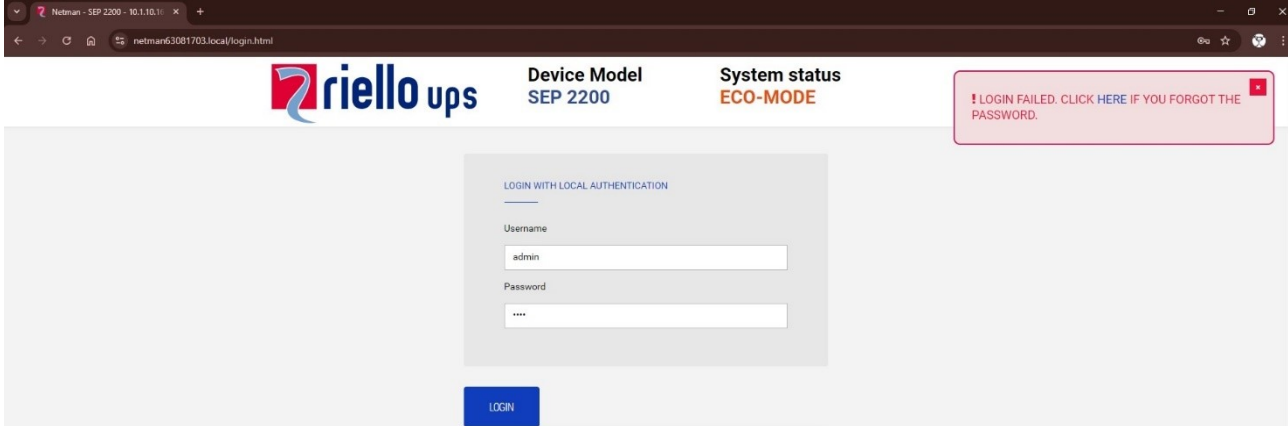 Netman - SEP 2200 - 10.1.10.10
netman63081703.local/login.html
riello ups
Device Model
SEP 2200
System status
ECO-MODE
! LOGIN FAILED. CLICK HERE IF YOU FORGOT THE
PASSWORD.
LOGIN WITH LOCAL AUTHENTICATION
Username
admin
Password
••••
LOGIN